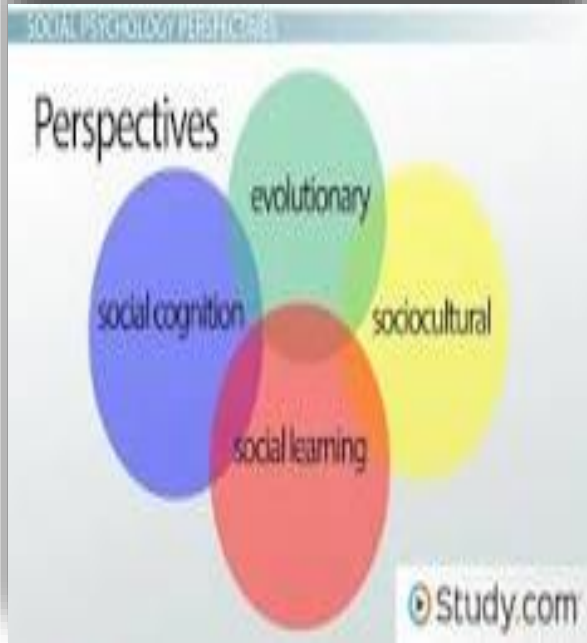 SOCIAL PSYCHOLOGY PERSPECTIVES
Perspectives
evolutionary
social cognition
sociocultural
social learning
Study.com